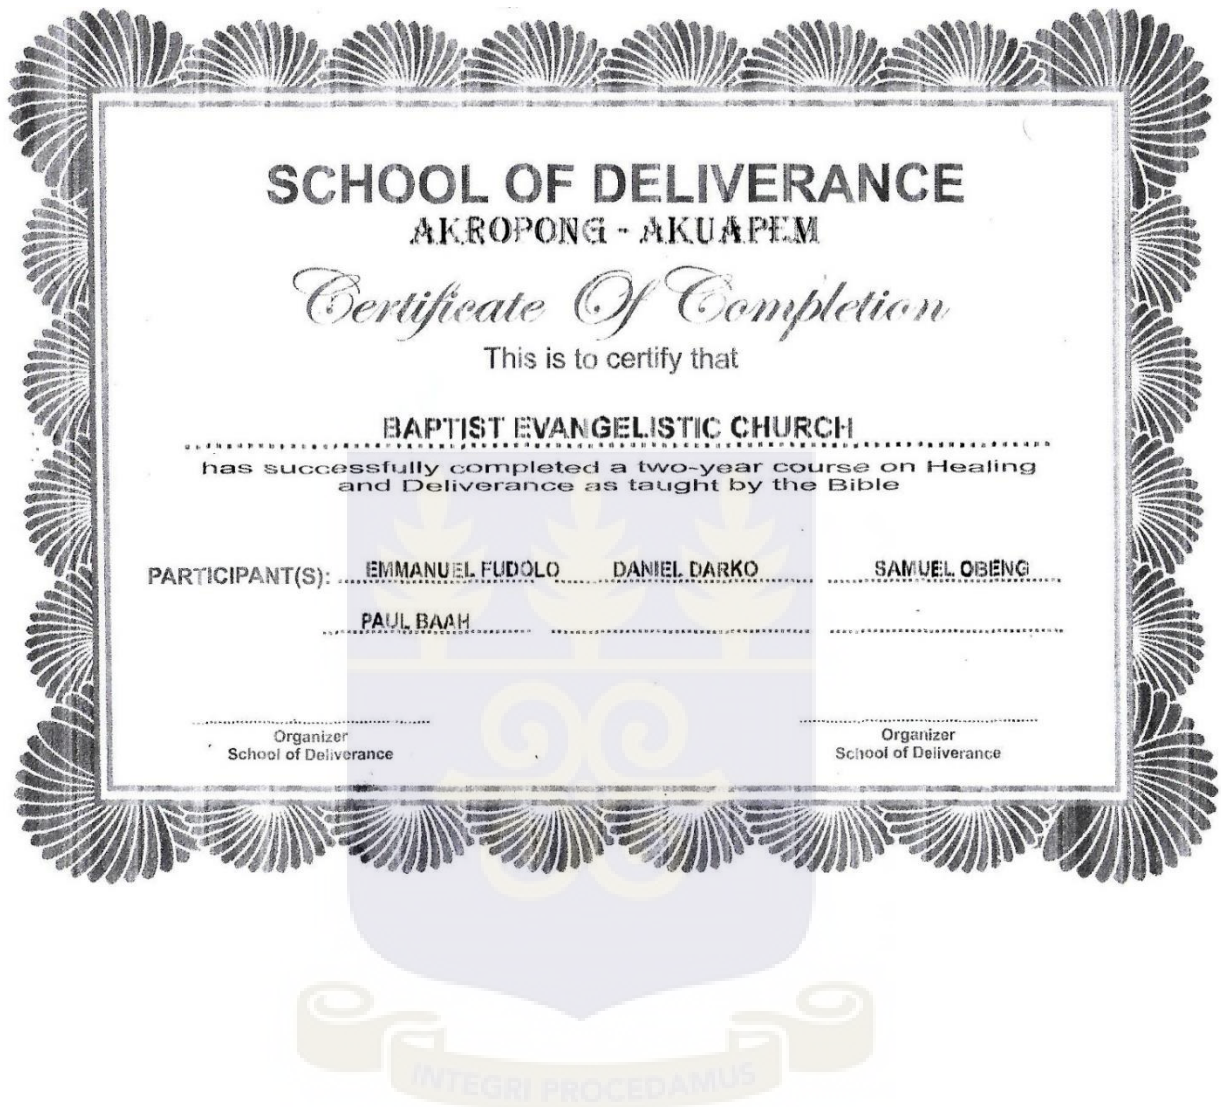 SCHOOL OF DELIVERANCE
AKROPONG - AKUAPEM
Certificate Of Completion
This is to certify that
BAPTIST EVANGELISTIC CHURCH
has successfully completed a two-year course on Healing
and Deliverance as taught by the Bible
PARTICIPANT(S): EMMANUEL FUDOLO DANIEL DARKO SAMUEL OBENG
PAUL BAAH
Organizer Organizer
School of Deliverance School of Deliverance
INTEGRI PROCEDAMUS